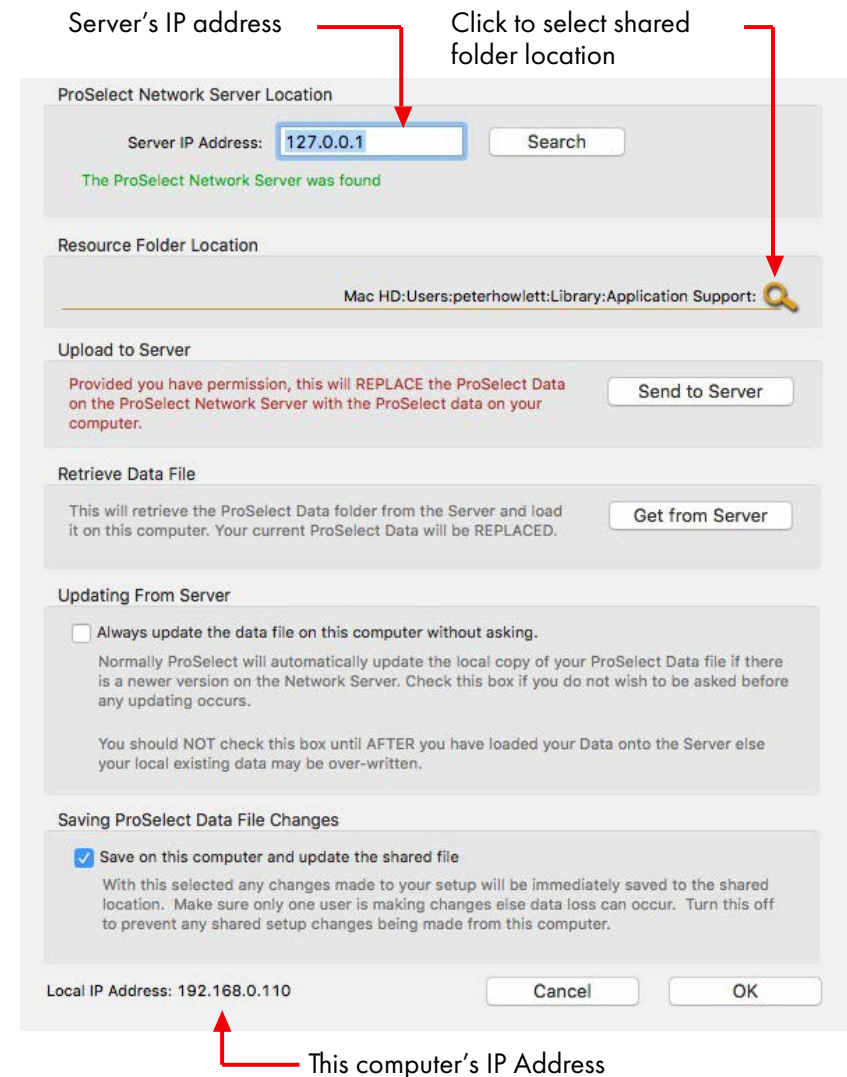 Server's IP address
Click to select shared
folder location
ProSelect Network Server Location
Server IP Address: 127.0.0.1 Search
The ProSelect Network Server was found
Resource Folder Location
Mac HD:Users:peterhowlett:Library:Application Support:
Upload to Server
Provided you have permission, this will REPLACE the ProSelect Data
on the ProSelect Network Server with the ProSelect data on your
computer.
Send to Server
Retrieve Data File
This will retrieve the ProSelect Data folder from the Server and load
it on this computer. Your current ProSelect Data will be REPLACED.
Get from Server
Updating From Server
Always update the data file on this computer without asking.
Normally ProSelect will automatically update the local copy of your ProSelect Data file if there
is a newer version on the Network Server. Check this box if you do not wish to be asked before
any updating occurs.
You should NOT check this box until AFTER you have loaded your Data onto the Server else
your local existing data may be over-written.
Saving ProSelect Data File Changes
Save on this computer and update the shared file
With this selected any changes made to your setup will be immediately saved to the shared
location. Make sure only one user is making changes else data loss can occur. Turn this off
to prevent any shared setup changes being made from this computer.
Local IP Address: 192.168.0.110 Cancel OK
This computer's IP Address